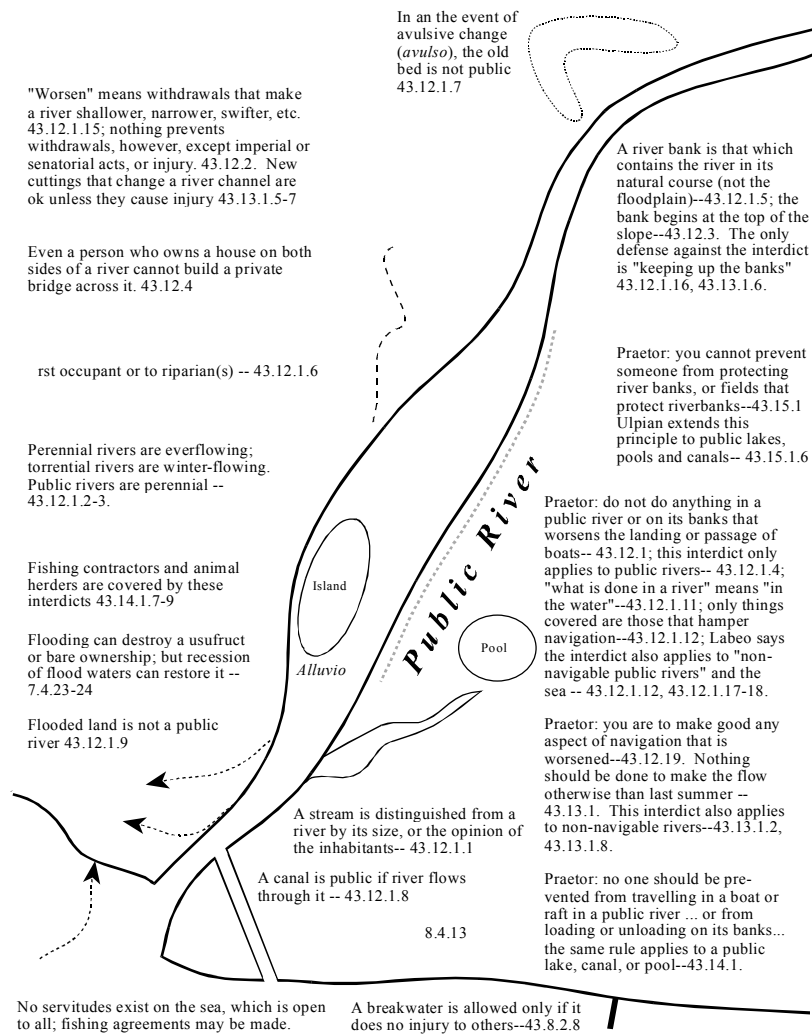 In an the event of
avulsive change
(avulso), the old
bed is not public
43.12.1.7
"Worsen" means withdrawals that make
a river shallower, narrower, swifter, etc.
43.12.1.15; nothing prevents
withdrawals, however, except imperial or
senatorial acts, or injury. 43.12.2. New
cuttings that change a river channel are
ok unless they cause injury 43.13.1.5-7
Even a person who owns a house on both
sides of a river cannot build a private
bridge across it. 43.12.4
rst occupant or to riparian(s) -- 43.12.1.6
Perennial rivers are everflowing;
torrential rivers are winter-flowing.
Public rivers are perennial --
43.12.1.2-3.
Fishing contractors and animal
herders are covered by these
interdicts 43.14.1.7-9
Flooding can destroy a usufruct
or bare ownership; but recession
of flood waters can restore it --
7.4.23-24
Flooded land is not a public
river 43.12.1.9
Island
Alluvio
Public River
Pool
A river bank is that which
contains the river in its
natural course (not the
floodplain)--43.12.1.5; the
bank begins at the top of the
slope--43.12.3. The only
defense against the interdict
is "keeping up the banks"
43.12.1.16, 43.13.1.6.
Praetor: you cannot prevent
someone from protecting
river banks, or fields that
protect riverbanks--43.15.1
Ulpian extends this
principle to public lakes,
pools and canals-- 43.15.1.6
Praetor: do not do anything in a
public river or on its banks that
worsens the landing or passage of
boats-- 43.12.1; this interdict only
applies to public rivers-- 43.12.1.4;
"what is done in a river" means "in
the water"--43.12.1.11; only things
covered are those that hamper
navigation--43.12.1.12; Labeo says
the interdict also applies to "non-
navigable public rivers" and the
sea -- 43.12.1.12, 43.12.1.17-18.
Praetor: you are to make good any
aspect of navigation that is
worsened--43.12.19. Nothing
should be done to make the flow
otherwise than last summer --
43.13.1. This interdict also applies
to non-navigable rivers--43.13.1.2,
43.13.1.8.
Praetor: no one should be pre-
vented from travelling in a boat or
raft in a public river ... or from
loading or unloading on its banks...
the same rule applies to a public
lake, canal, or pool--43.14.1.
A stream is distinguished from a
river by its size, or the opinion of
the inhabitants-- 43.12.1.1
A canal is public if river flows
through it -- 43.12.1.8
8.4.13
No servitudes exist on the sea, which is open
to all; fishing agreements may be made.
A breakwater is allowed only if it
does no injury to others--43.8.2.8